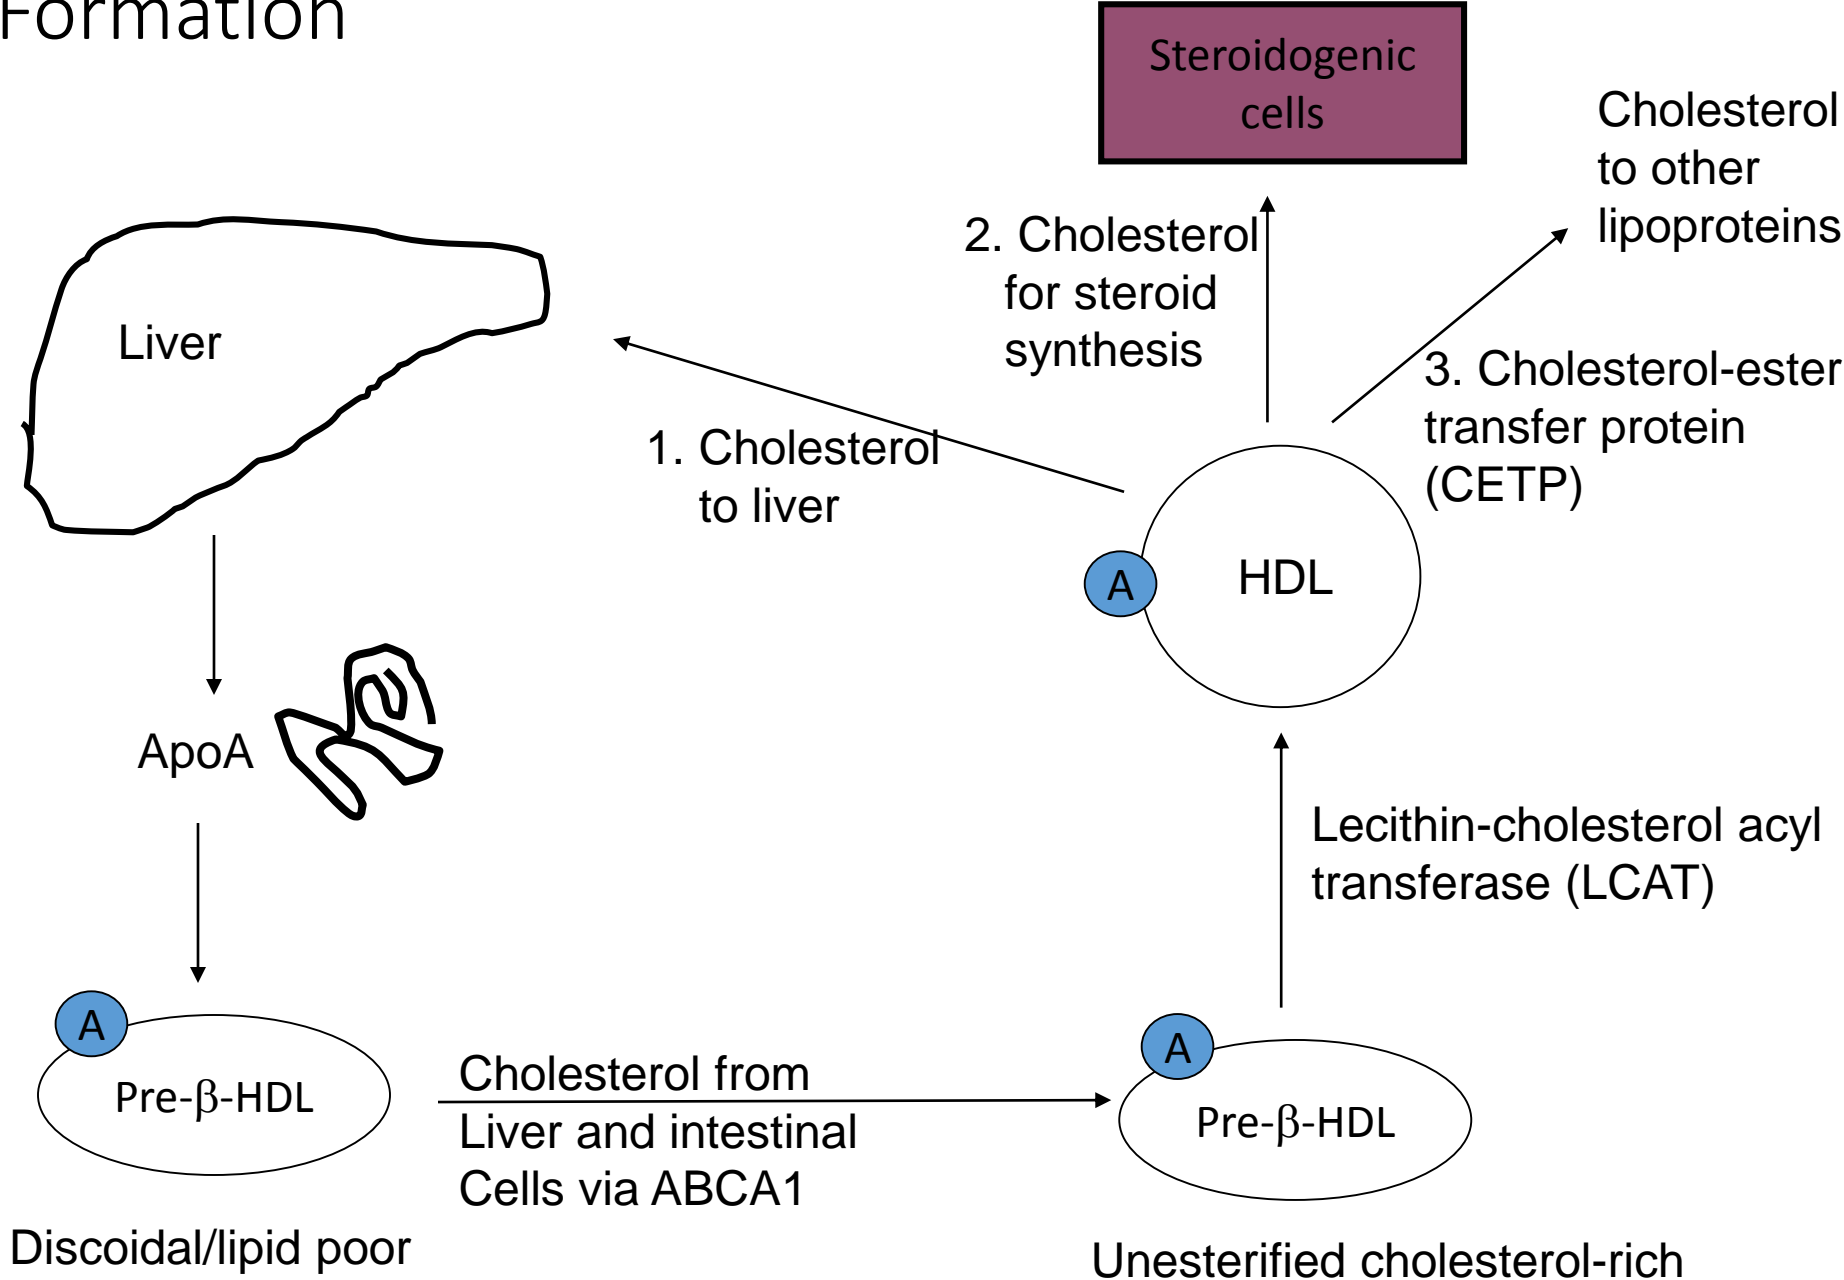 Formation
Steroidogenic
cells
Cholesterol
to other
lipoproteins
2. Cholesterol
for steroid
synthesis
Liver
3. Cholesterol-ester
transfer protein
(CETP)
1. Cholesterol
to liver
A
HDL
ApoA
Lecithin-cholesterol acyl
transferase (LCAT)
A
Pre-β-HDL
Cholesterol from
Liver and intestinal
Cells via ABCA1
A
Pre-β-HDL
Discoidal/lipid poor
Unesterified cholesterol-rich